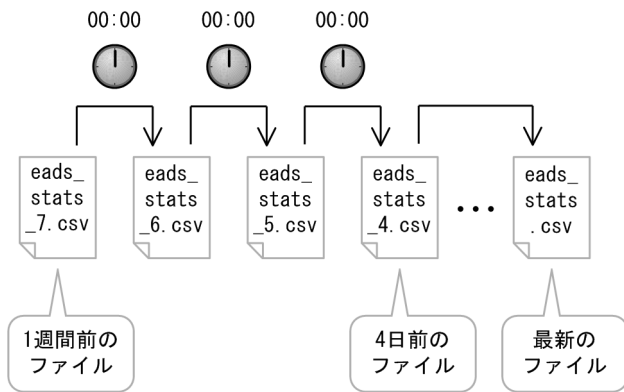 00:00
00:00
00:00
eads_
stats
_7.csv
eads_
stats
_6.csv
eads_
stats
_5.csv
eads_
stats
_4.csv
...
eads_
stats
.csv
1週間前の
ファイル
4日前の
ファイル
最新の
ファイル